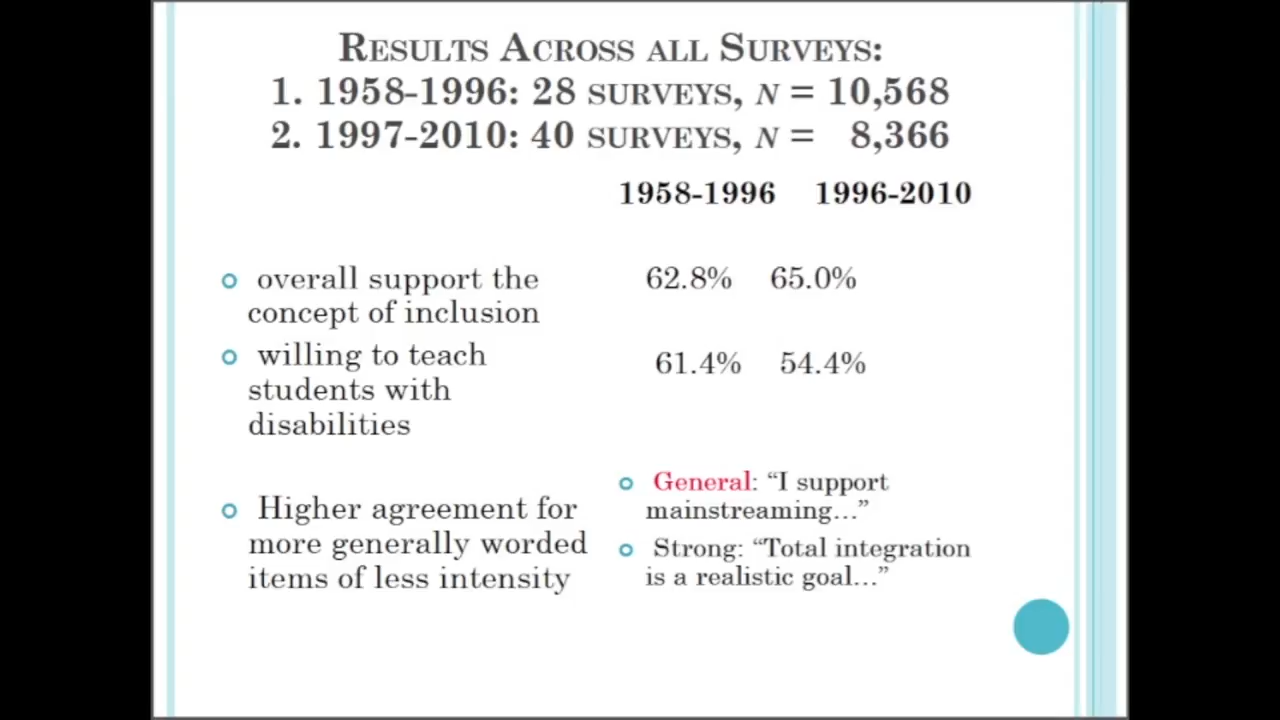 RESULTS ACROSS ALL SURVEYS:
1. 1958-1996: 28 SURVEYS, N = 10,568
2. 1997-2010: 40 SURVEYS, N = 8,366
1958-1996 1996-2010
overall support the
concept of inclusion
62.8% 65.0%
willing to teach
students with
disabilities
61.4% 54.4%
Higher agreement for
more generally worded
items of less intensity
General: “I support
mainstreaming…”
Strong: “Total integration
is a realistic goal…”